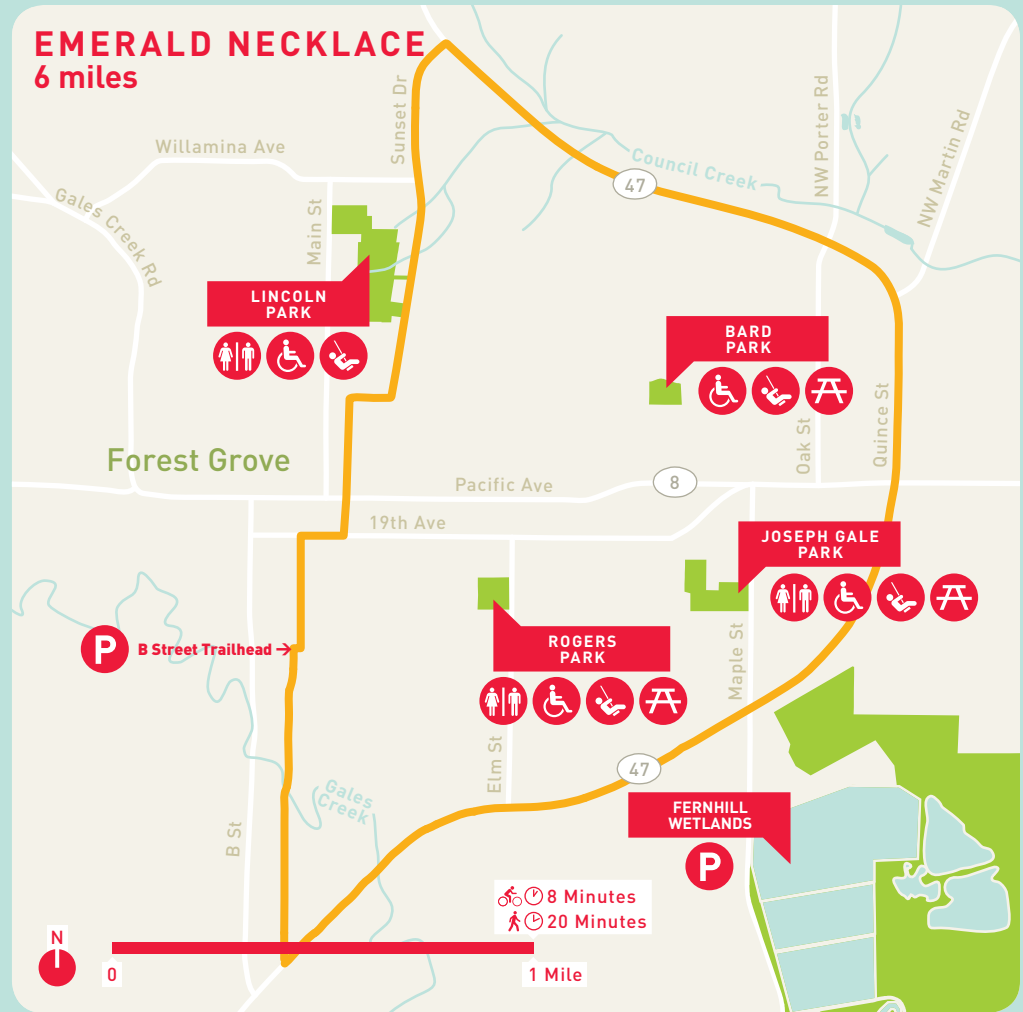 EMERALD NECKLACE
6 miles
Sunset Dr
Willamina Ave
Gales Creek Rd
Main St
NW Porter Rd
NW Martin Rd
Council Creek
47
LINCOLN
PARK
BARD
PARK
Oak St
Quince St
Forest Grove
Pacific Ave
8
19th Ave
JOSEPH GALE
PARK
P
B Street Trailhead →
ROGERS
PARK
Maple St
Elm St
47
Gales
Creek
B St
FERNHILL
WETLANDS
P
8 Minutes
20 Minutes
N
0
1 Mile